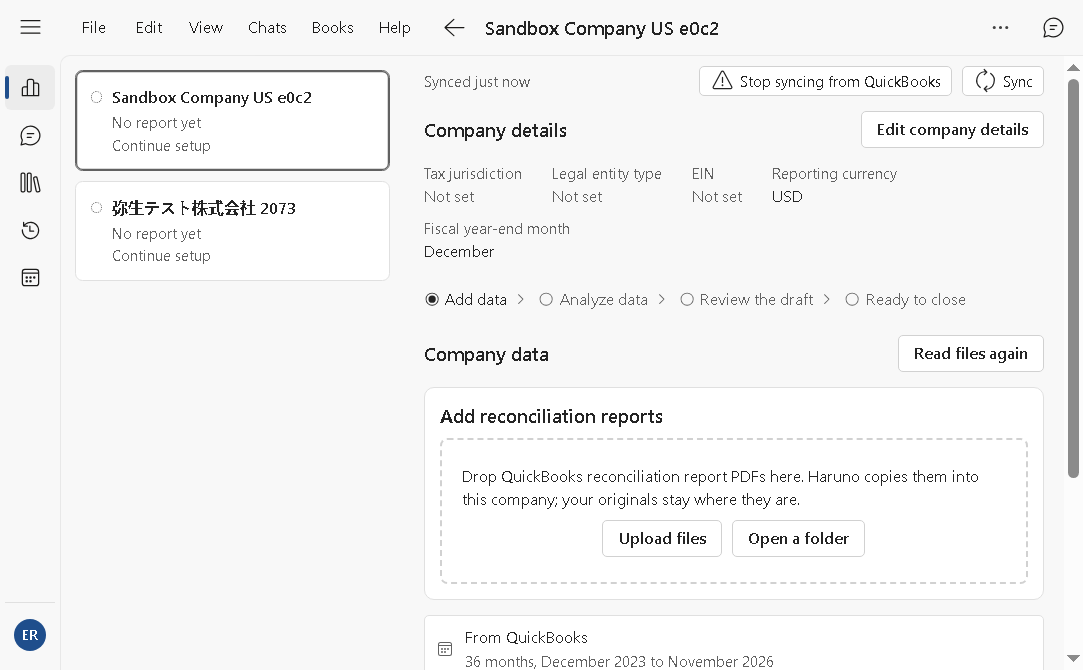 File Edit View Chats Books Help
Sandbox Company US e0c2
Sandbox Company US e0c2
No report yet
Continue setup
弥生テスト株式会社 2073
No report yet
Continue setup
ER
Synced just now
Stop syncing from QuickBooks
Sync
Company details
Edit company details
Tax jurisdiction
Not set
Legal entity type
Not set
EIN
Not set
Reporting currency
USD
Fiscal year-end month
December
Add data
Analyze data
Review the draft
Ready to close
Company data
Read files again
Add reconciliation reports
Drop QuickBooks reconciliation report PDFs here. Haruno copies them into
this company; your originals stay where they are.
Upload files
Open a folder
From QuickBooks
36 months, December 2023 to November 2026